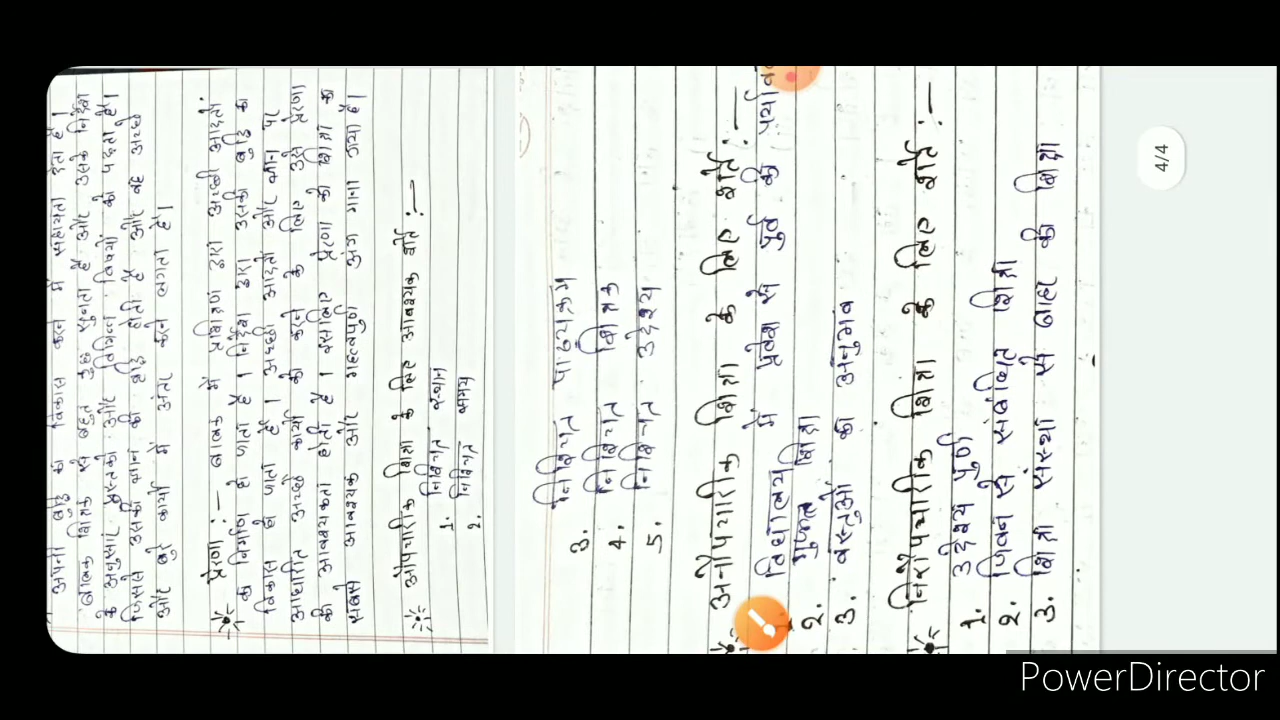 अपनी बुद्धि का विकास करने में सहायता देता है।
बालक शिक्षक से बहुत कुछ सुनता है और उसके निर्देश
के अनुसार पुस्तकों और विभिन्न विषयों को पढ़ता है।
जिससे उसको ज्ञान की होती है और वह अच्छे
और बुरे कार्यों में अंतर करने लगता है।
प्रेरणा :- बालक में प्रशिक्षण द्वारा अच्छी आदतों
का निर्माण हो जाता है। निर्देश द्वारा उसकी बुद्धि का
विकास हो जाता है। अच्छी आदतों और ज्ञान पर
आधारित अच्छे कार्यों को करने के लिए उसे प्रेरणा
की आवश्यकता होती है। इसलिए प्रेरणा को शिक्षा का
सबसे आवश्यक और महत्वपूर्ण अंग माना गया है।
औपचारीक शिक्षा के लिए आवश्यक शर्ते :-
1. निश्चित स्थान
2. निश्चित समय
3. निश्चित पाठ्यक्रम
4. निश्चित शिक्षक
5. निश्चित उद्देश्य
अनौपचारीक शिक्षा के लिए शर्ते :-
विद्यालय में प्रवेश से पुर्व की पर्याव
2. मुफ्त शिक्षा
3. वस्तुओं का अनुभव
निरौपचारीक शिक्षा के लिए शर्ते :-
1. उद्देश्य पुर्ण
2. जिवन से संबंधित शिक्षा
3. शिक्षा संस्था से बाहर की शिक्षा
4/4
PowerDirector